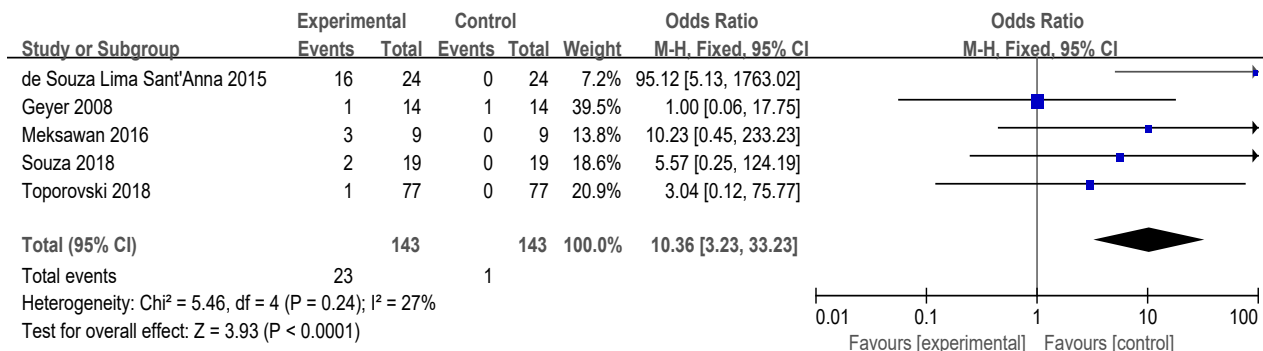 Experimental Control Odds Ratio Odds Ratio
Study or Subgroup Events Total Events Total Weight M-H, Fixed, 95% CI M-H, Fixed, 95% CI
de Souza Lima Sant'Anna 2015 16 24 0 24 7.2% 95.12 [5.13, 1763.02]
Geyer 2008 1 14 1 14 39.5% 1.00 [0.06, 17.75]
Meksawan 2016 3 9 0 9 13.8% 10.23 [0.45, 233.23]
Souza 2018 2 19 0 19 18.6% 5.57 [0.25, 124.19]
Toporovski 2018 1 77 0 77 20.9% 3.04 [0.12, 75.77]
Total (95% CI) 143 143 100.0% 10.36 [3.23, 33.23]
Total events 23 1
Heterogeneity: Chi² = 5.46, df = 4 (P = 0.24); I² = 27%
Test for overall effect: Z = 3.93 (P < 0.0001)
0.01 0.1 1 10 100
Favours [experimental] Favours [control]